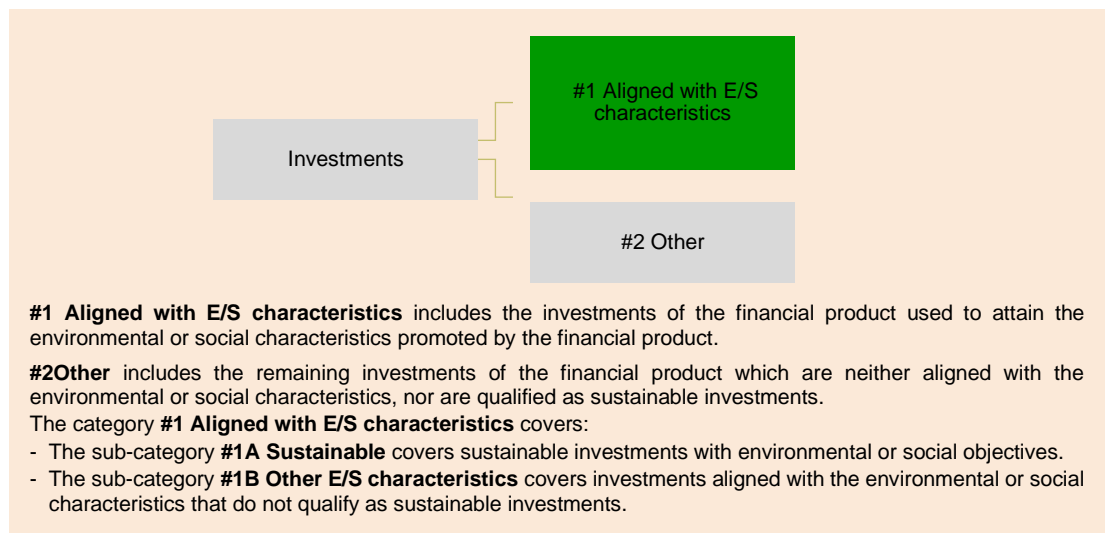 #1 Aligned with E/S
characteristics
Investments
#2 Other
#1 Aligned with E/S characteristics includes the investments of the financial product used to attain the
environmental or social characteristics promoted by the financial product.
#2Other includes the remaining investments of the financial product which are neither aligned with the
environmental or social characteristics, nor are qualified as sustainable investments.
The category #1 Aligned with E/S characteristics covers:
- The sub-category #1A Sustainable covers sustainable investments with environmental or social objectives.
- The sub-category #1B Other E/S characteristics covers investments aligned with the environmental or social
characteristics that do not qualify as sustainable investments.